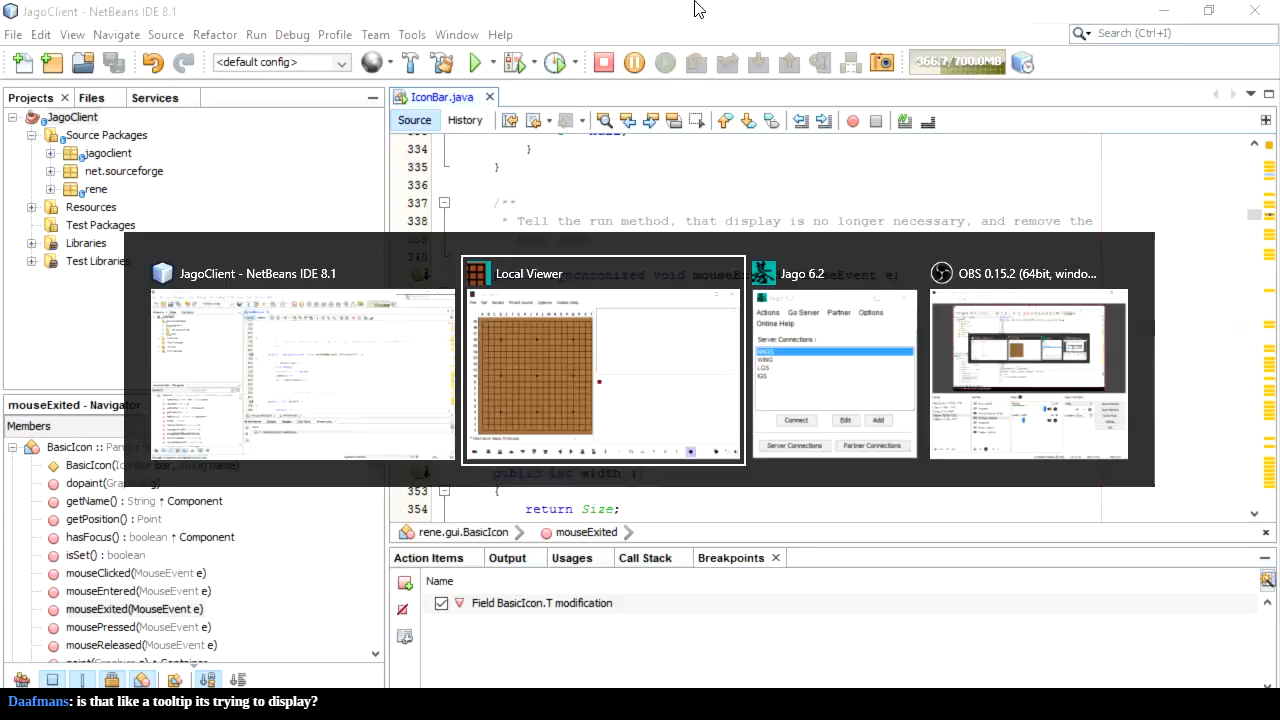 JagoClient - NetBeans IDE 8.1
File Edit View Navigate Source Refactor Run Debug Profile Team Tools Window Help
Search (Ctrl+I)
<default config>
366.7/700.0MB
Projects Files Services
IconBar.java
Source History
JagoClient
Source Packages
jagoclient
net.sourceforge
rene
Resources
Test Packages
Libraries
Test Libraries
334 }
335 }
336
337 /**
338 * Tell the run method, that display is no longer necessary, and remove the
JagoClient - NetBeans IDE 8.1
Local Viewer
Jago 6.2
OBS 0.15.2 (64bit, windo...
Actions Go Server Partner Options
Online Help
Server Connections :
NNGS
WING
LGS
IGS
Connect Edit Add
Server Connections Partner Connections
353 {
354 return Size;
mouseExited - Navigator
Members
BasicIcon
dopaint(
getName() : String ↑ Component
getPosition() : Point
hasFocus() : boolean ↑ Component
isSet() : boolean
mouseClicked(MouseEvent e)
mouseEntered(MouseEvent e)
mouseExited(MouseEvent e)
mousePressed(MouseEvent e)
mouseReleased(MouseEvent e)
rene.gui.BasicIcon mouseExited
Action Items Output Usages Call Stack Breakpoints
Name
Field BasicIcon.T modification
Daafmans: is that like a tooltip its trying to display?